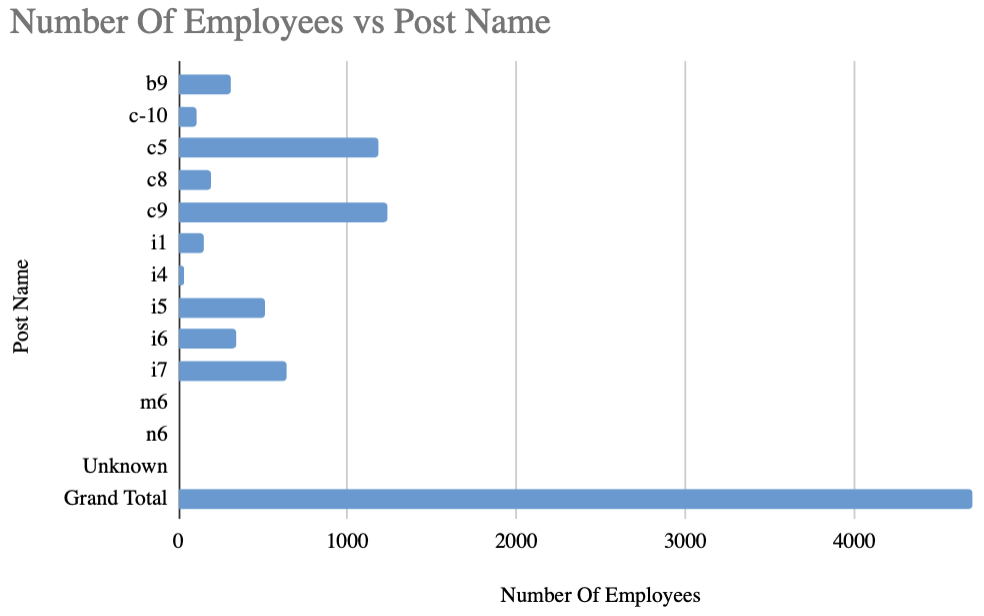 Number Of Employees vs Post Name
b9
c-10
c5
c8
c9
i1
i4
i5
i6
i7
m6
n6
Unknown
Grand Total
Post Name
0 1000 2000 3000 4000
Number Of Employees